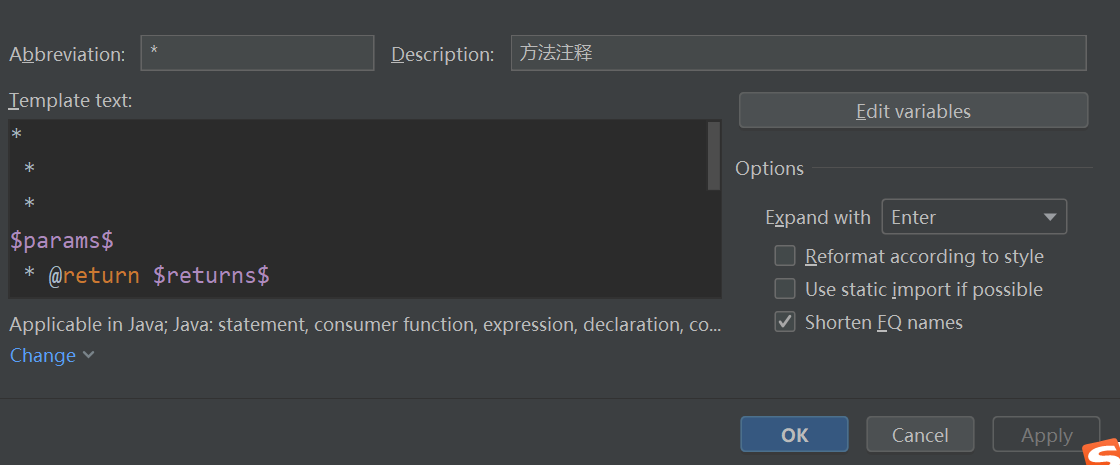 Abbreviation: * Description: 方法注释
Template text:
Edit variables
*
*
*
$params$
* @return $returns$
Options
Expand with Enter
Reformat according to style
Use static import if possible
Shorten FQ names
Applicable in Java; Java: statement, consumer function, expression, declaration, co...
Change
OK Cancel Apply